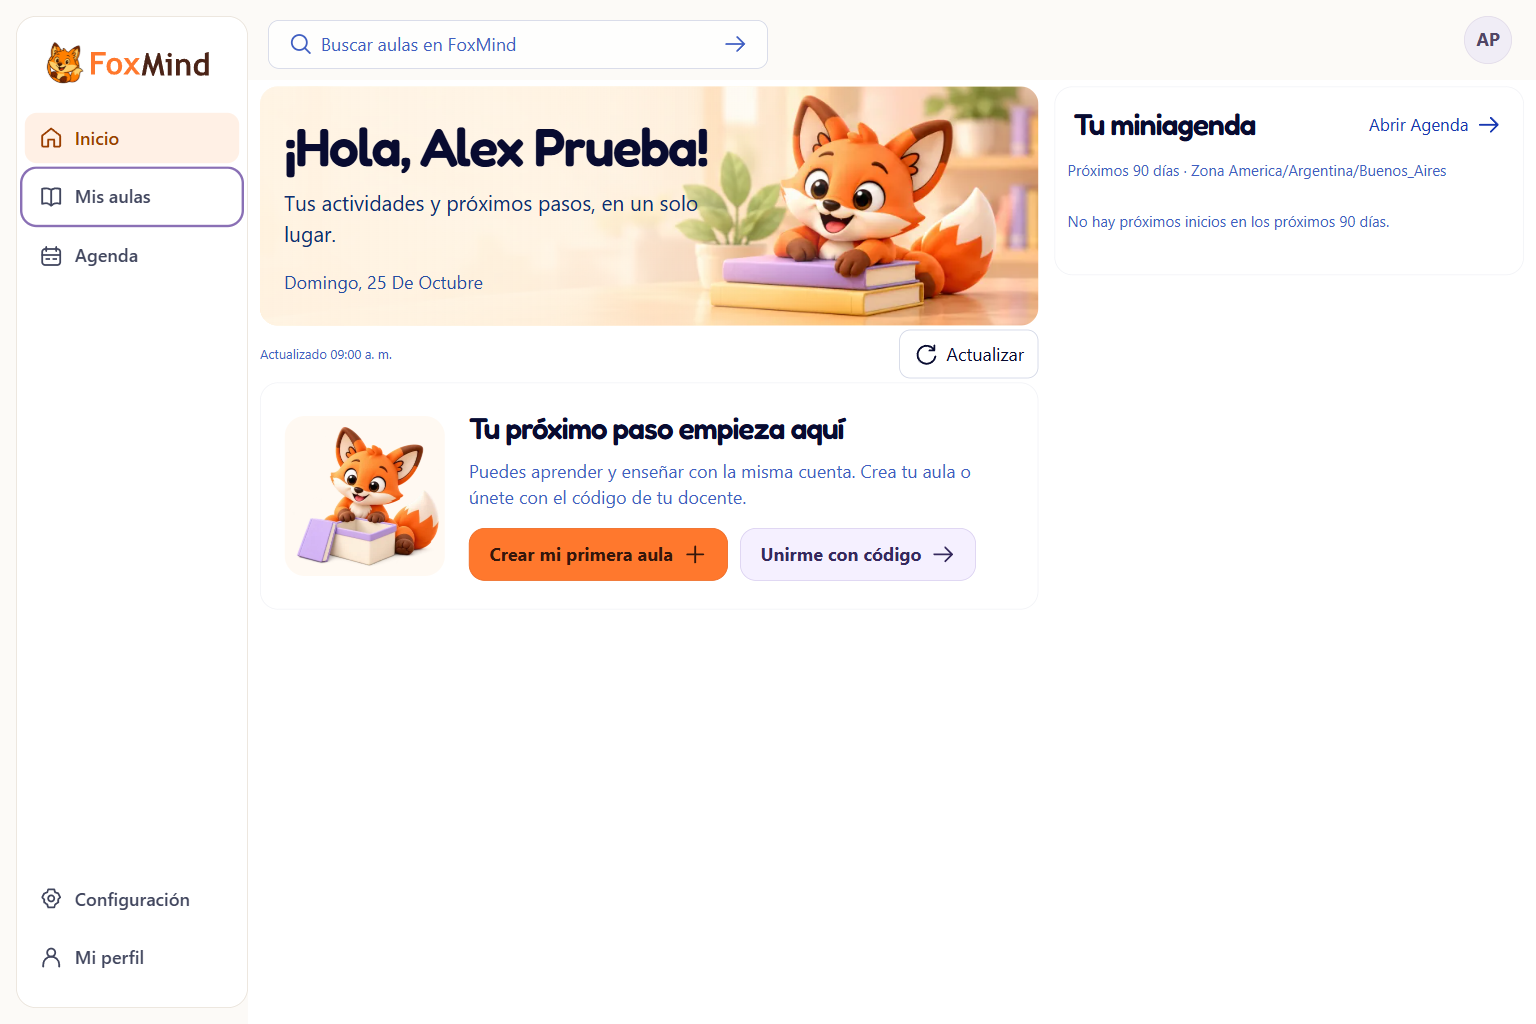 FoxMind
Buscar aulas en FoxMind
AP
Inicio
Mis aulas
Agenda
¡Hola, Alex Prueba!
Tus actividades y próximos pasos, en un solo
lugar.
Domingo, 25 De Octubre
Actualizado 09:00 a. m.
Actualizar
Tu próximo paso empieza aquí
Puedes aprender y enseñar con la misma cuenta. Crea tu aula o
únete con el código de tu docente.
Crear mi primera aula
Unirme con código
Tu miniagenda
Abrir Agenda
Próximos 90 días · Zona America/Argentina/Buenos_Aires
No hay próximos inicios en los próximos 90 días.
Configuración
Mi perfil